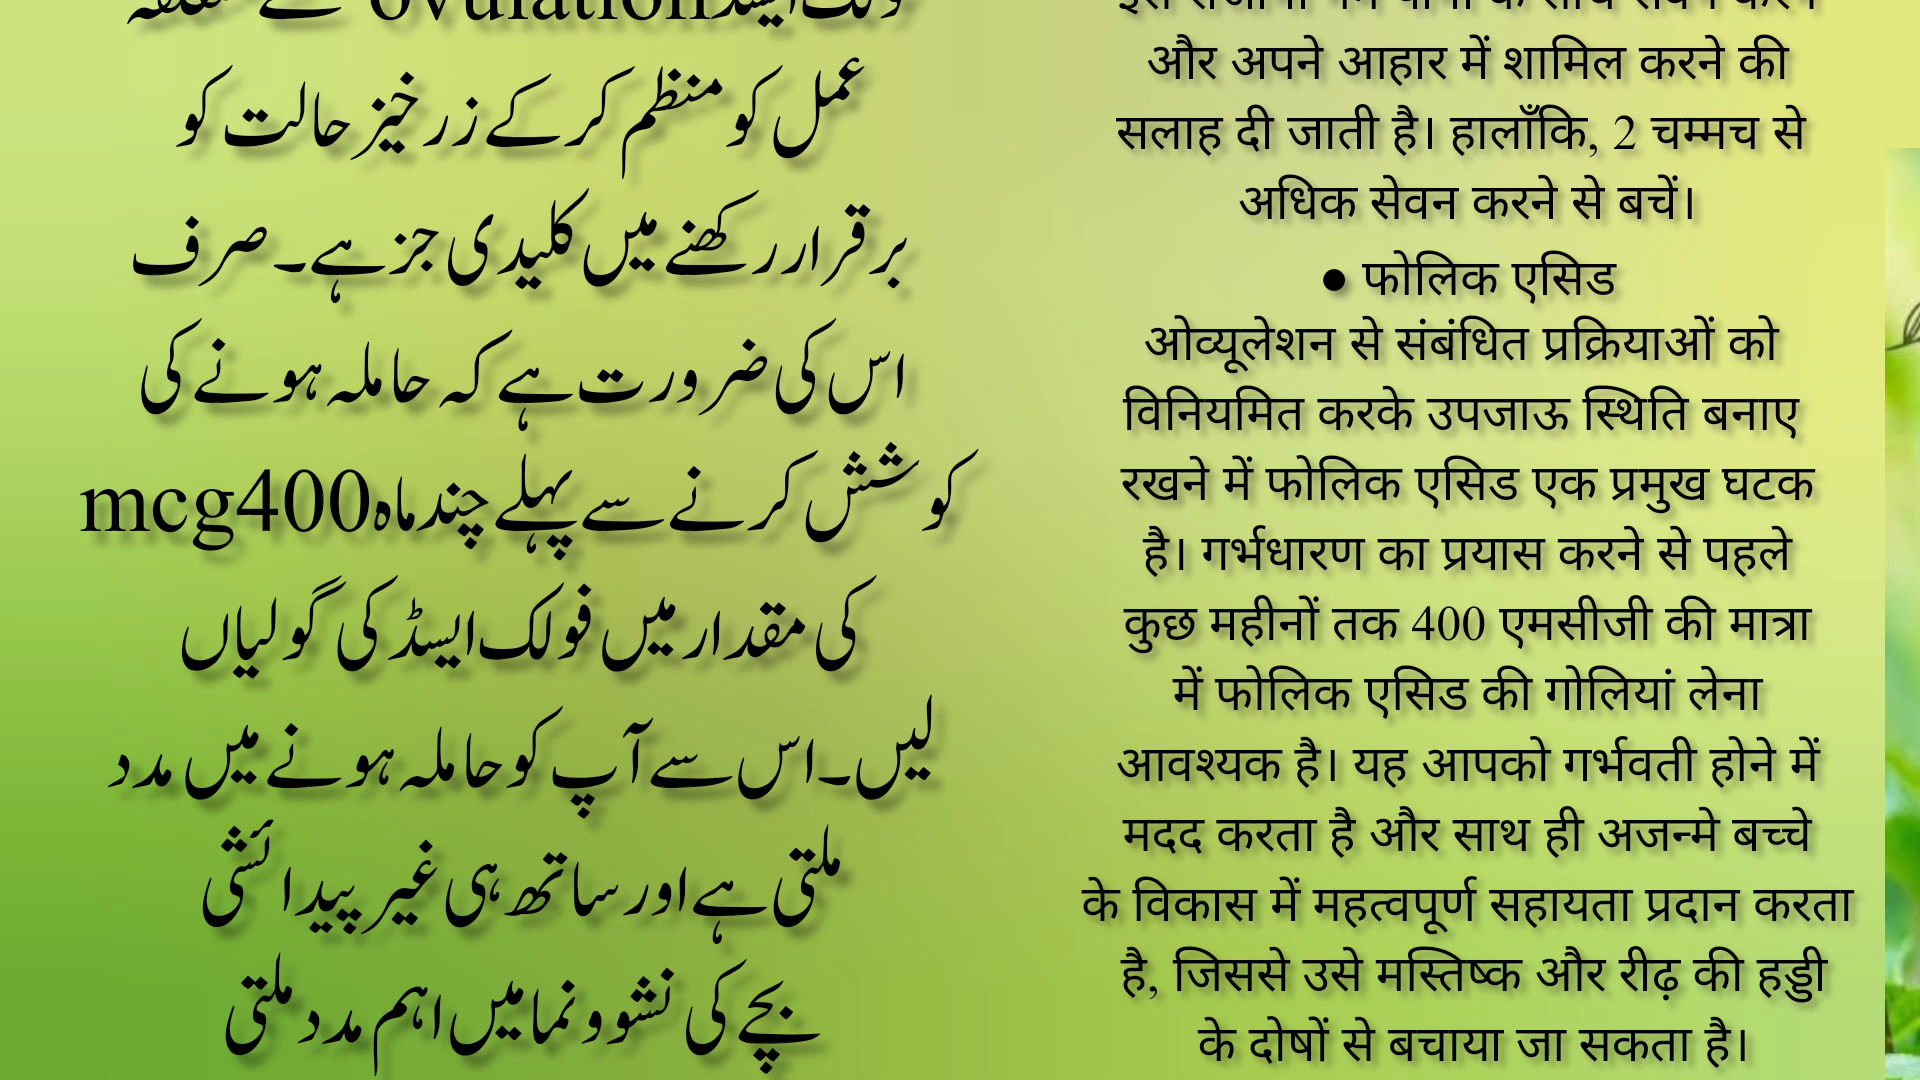 فولک ایسڈovulation سے متعلقہ
عمل کو منظم کر کے زرخیز حالت کو
برقرار رکھنے میں کلیدی جز ہے۔ صرف
اس کی ضرورت ہے کہ حاملہ ہونے کی
کوشش کرنے سے پہلے چند ماہ mcg400
کی مقدار میں فولک ایسڈ کی گولیاں
لیں۔ اس سے آپ کو حاملہ ہونے میں مدد
ملتی ہے اور ساتھ ہی غیر پیدائشی
بچے کی نشوونما میں اہم مدد ملتی
और अपने आहार में शामिल करने की
सलाह दी जाती है। हालाँकि, 2 चम्मच से
अधिक सेवन करने से बचें।
● फोलिक एसिड
ओव्यूलेशन से संबंधित प्रक्रियाओं को
विनियमित करके उपजाऊ स्थिति बनाए
रखने में फोलिक एसिड एक प्रमुख घटक
है। गर्भधारण का प्रयास करने से पहले
कुछ महीनों तक 400 एमसीजी की मात्रा
में फोलिक एसिड की गोलियां लेना
आवश्यक है। यह आपको गर्भवती होने में
मदद करता है और साथ ही अजन्मे बच्चे
के विकास में महत्वपूर्ण सहायता प्रदान करता
है, जिससे उसे मस्तिष्क और रीढ़ की हड्डी
के दोषों से बचाया जा सकता है।